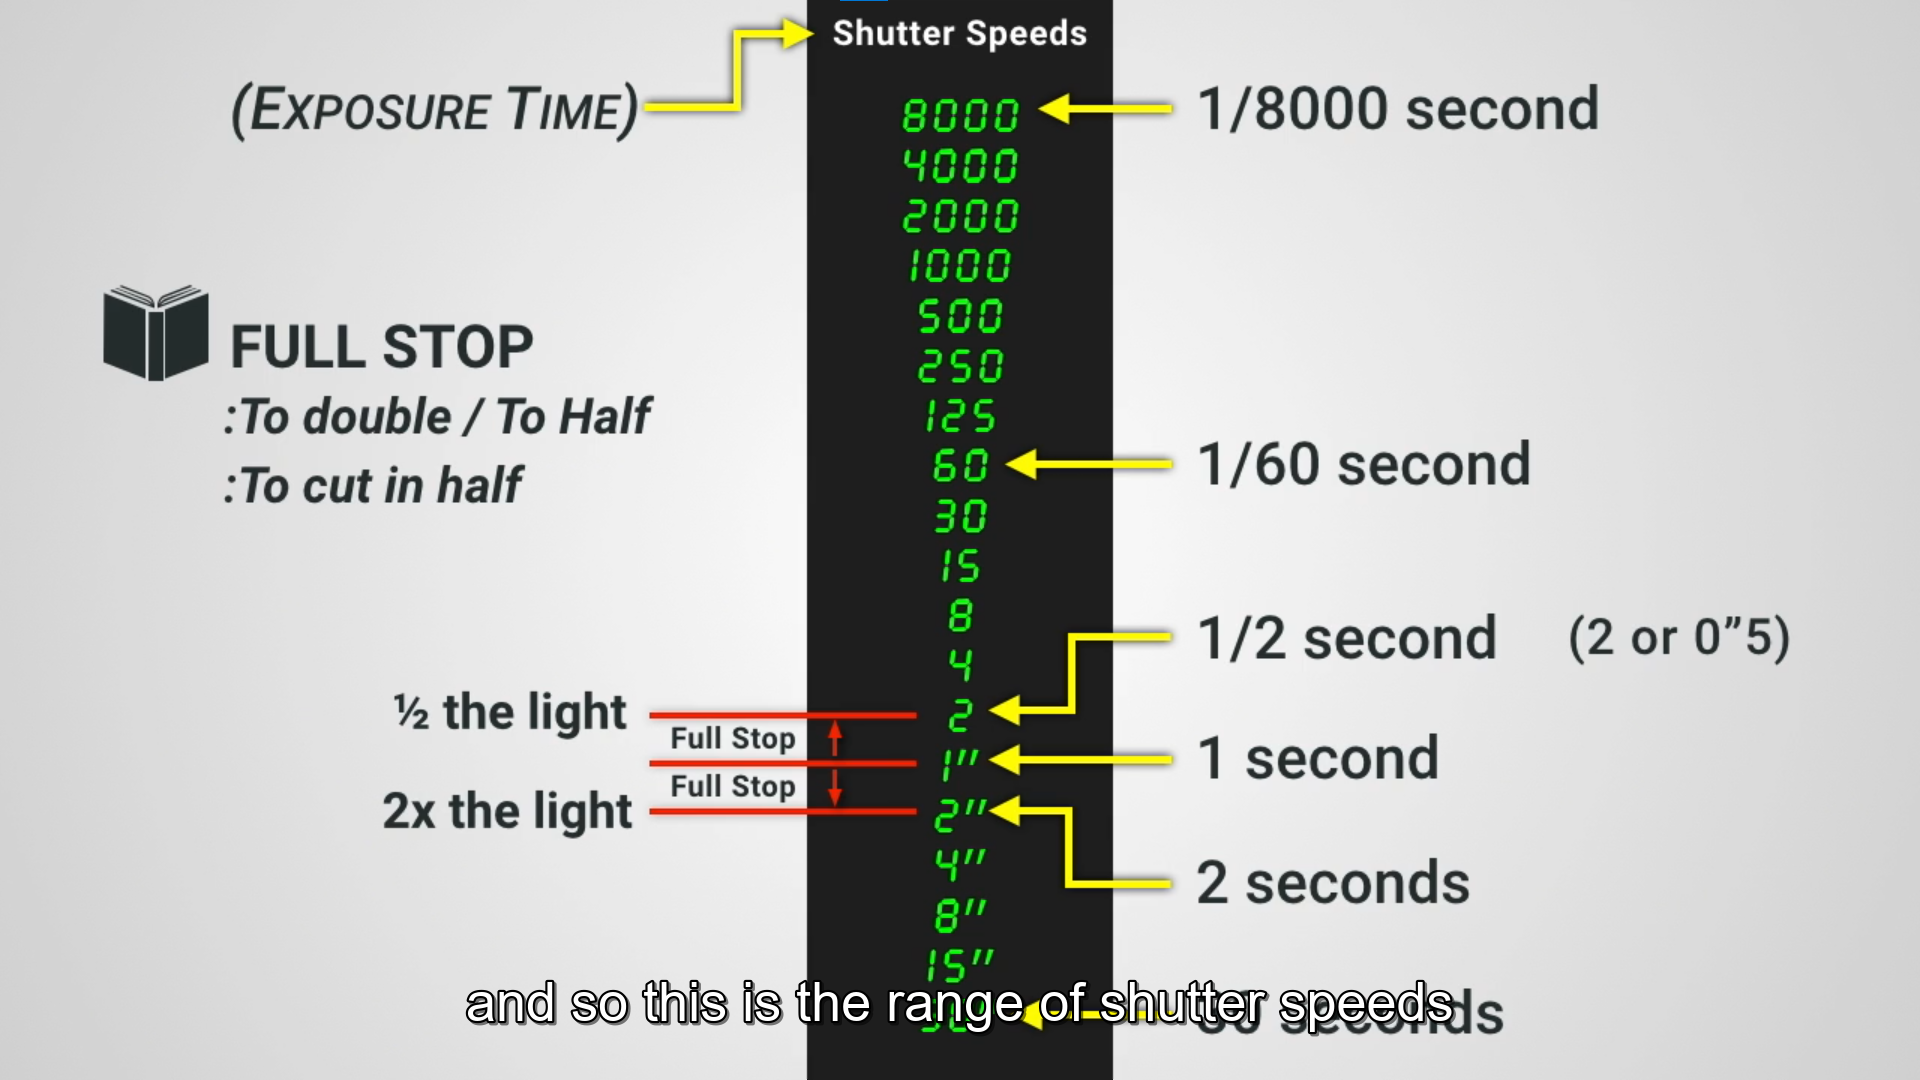 Shutter Speeds
(EXPOSURE TIME)
8000
1/8000 second
4000
2000
1000
500
250
125
60
1/60 second
30
15
8
4
2
1/2 second (2 or 0”5)
1”
1 second
2”
2 seconds
4”
8”
15”
FULL STOP
:To double / To Half
:To cut in half
½ the light
Full Stop
Full Stop
2x the light
and so this is the range of shutter speeds
seconds